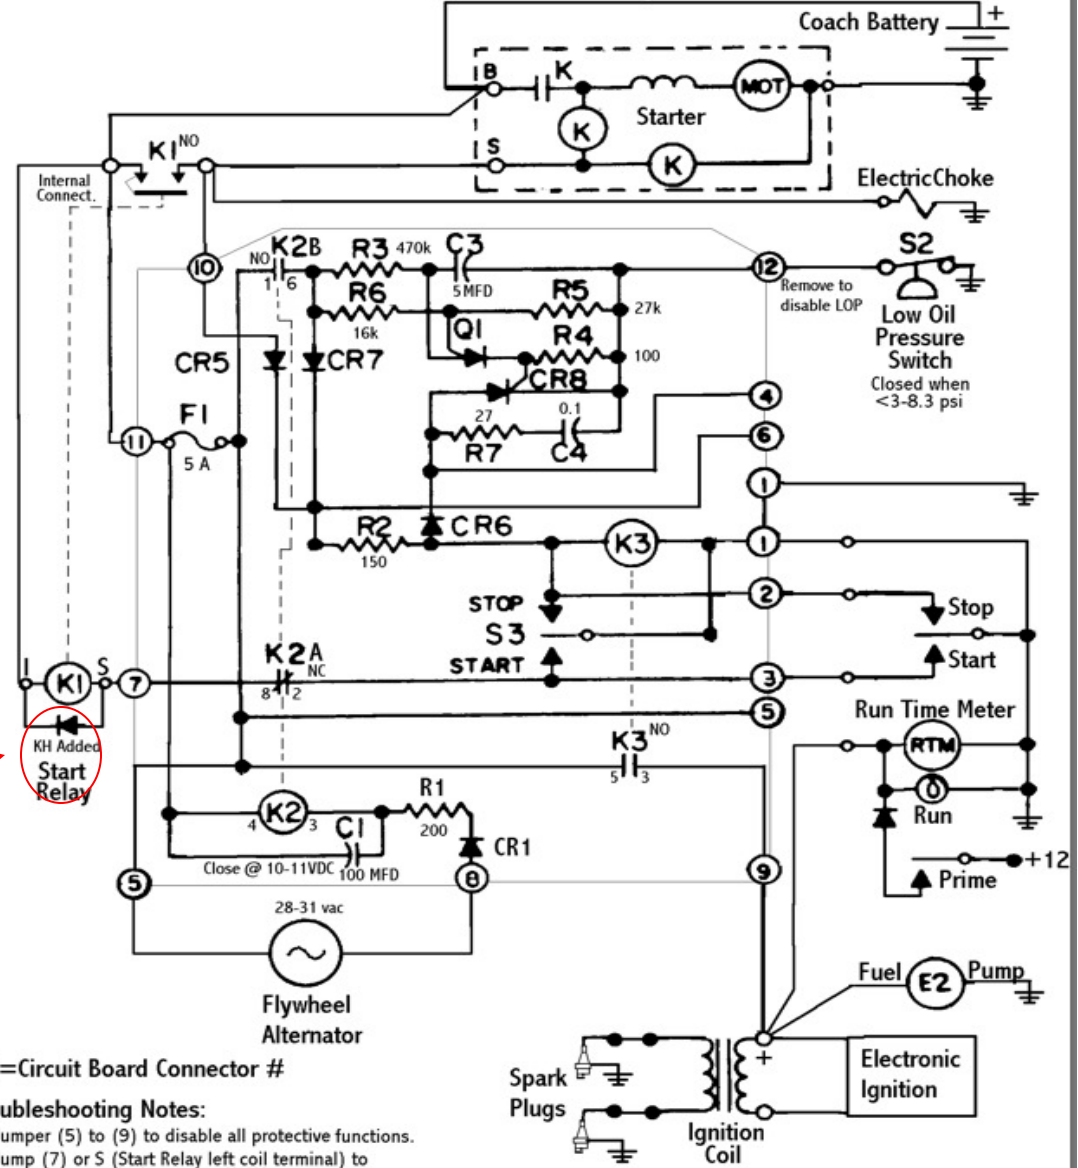 Coach Battery +
B K MOT
Starter
K
S K
K1 NO
Internal
Connect.
ElectricChoke
S2
10 K2B R3 470k C3 12
NO
1 6 5MFD
Remove to
disable LOP
Low Oil
Pressure
Switch
Closed when
<3-8.3 psi
R6 R5 27k
16k Q1 R4
100
CR5 CR7 CR8
F1
11 5 A
27 0.1
R7 C4
4
6
1
R2 CR6 K3 1
150
STOP 2 Stop
S3
START Start
K2A
NC
I K1 S 7 8 2 3
5
KH Added
Start
Relay
Run Time Meter
RTM
K3 NO
5 3
Run
4 K2 3 R1
200
C1 CR1
Close @ 10-11VDC 100 MFD
+12
Prime
5 8 9
28-31 vac
Flywheel
Alternator
Fuel E2 Pump
=Circuit Board Connector #
Spark
Plugs
+
Electronic
Ignition
Ignition
Coil
ubleshooting Notes:
umper (5) to (9) to disable all protective functions.
ump (7) or S (Start Relay left coil terminal) to